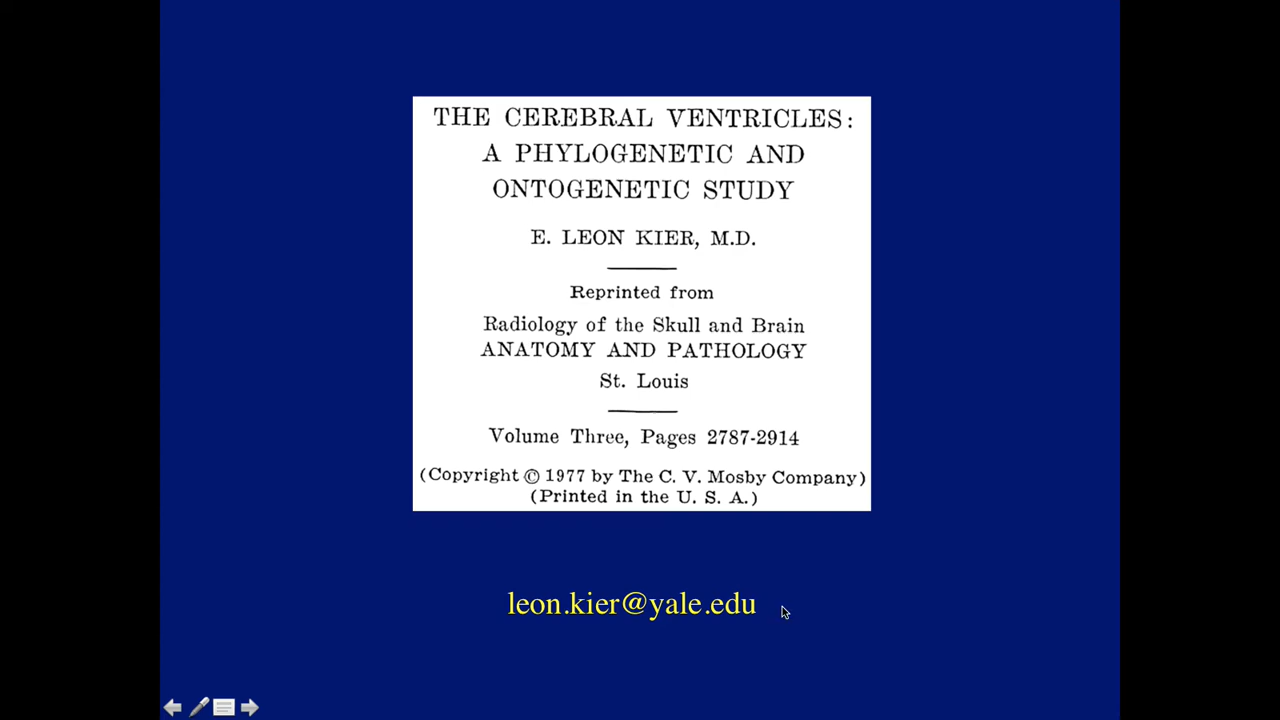 THE CEREBRAL VENTRICLES:
A PHYLOGENETIC AND
ONTOGENETIC STUDY
E. LEON KIER, M.D.
Reprinted from
Radiology of the Skull and Brain
ANATOMY AND PATHOLOGY
St. Louis
Volume Three, Pages 2787-2914
(Copyright © 1977 by The C. V. Mosby Company)
(Printed in the U. S. A.)
leon.kier@yale.edu